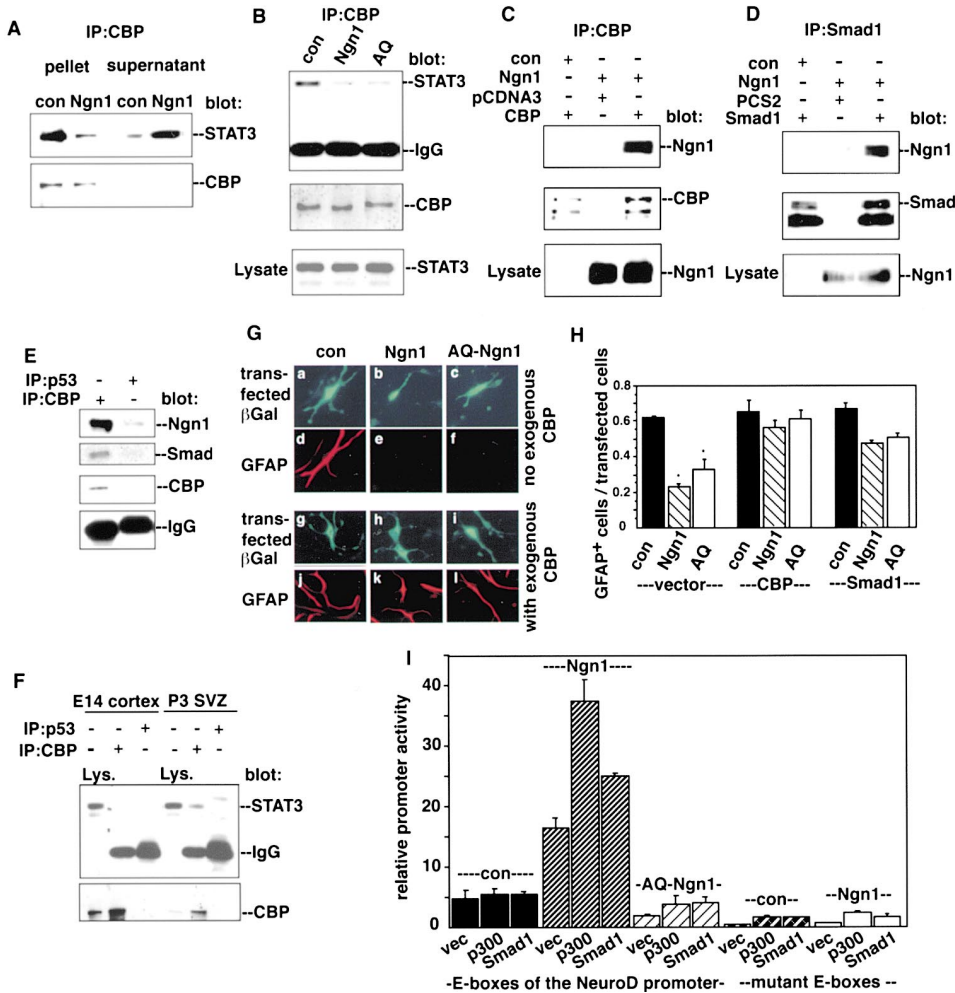 A
IP:CBP
pellet supernatant
con Ngn1 con Ngn1 blot:
--STAT3
--CBP
B
IP:CBP
con Ngn1 AQ blot:
--STAT3
--IgG
--CBP
Lysate --STAT3
C
IP:CBP
con + - -
Ngn1 - + +
pCDNA3 - + -
CBP + - + blot:
--Ngn1
--CBP
Lysate --Ngn1
D
IP:Smad1
con + - -
Ngn1 - + +
PCS2 - + -
Smad1 + - + blot:
--Ngn1
--Smad
Lysate --Ngn1
E
IP:p53 - +
IP:CBP + - blot:
--Ngn1
--Smad
--CBP
--IgG
F
E14 cortex P3 SVZ
IP:p53 - - + - - +
IP:CBP - + - - + -
Lys. Lys. blot:
--STAT3
--IgG
--CBP
G
con Ngn1 AQ-Ngn1
trans-
fected
βGal
a b c
GFAP
d e f
no exogenous
CBP
trans-
fected
βGal
g h i
GFAP
j k l
with exogenous
CBP
H
GFAP+ cells / transfected cells
0.8
0.6
0.4
0.2
0
con Ngn1 AQ con Ngn1 AQ con Ngn1 AQ
---vector--- ---CBP--- ---Smad1---
I
relative promoter activity
40
30
20
10
0
----con----
----Ngn1----
-AQ-Ngn1-
--con--
--Ngn1--
vec p300 Smad1 vec p300 Smad1 vec p300 Smad1 vec p300 Smad1 vec p300 Smad1
-E-boxes of the NeuroD promoter- --mutant E-boxes --